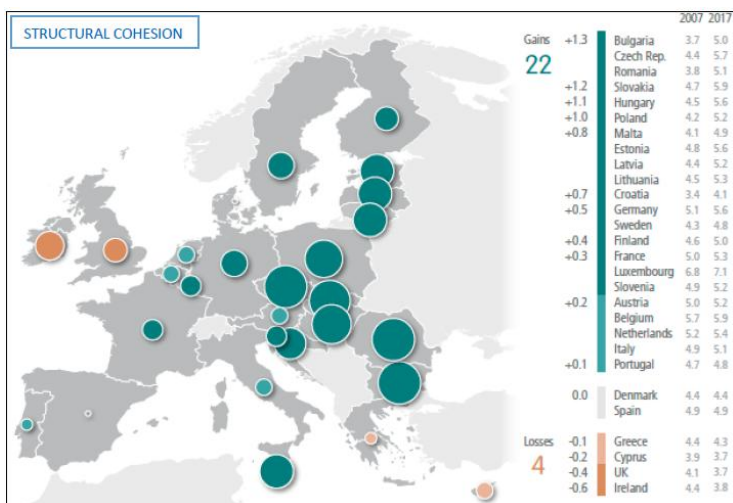 STRUCTURAL COHESION
2007 2017
Gains +1.3 Bulgaria 3.7 5.0
22 Czech Rep. 4.4 5.7
Romania 3.8 5.1
+1.2 Slovakia 4.7 5.9
+1.1 Hungary 4.5 5.6
+1.0 Poland 4.2 5.2
+0.8 Malta 4.1 4.9
Estonia 4.8 5.6
Latvia 4.4 5.2
Lithuania 4.5 5.3
+0.7 Croatia 3.4 4.1
+0.5 Germany 5.1 5.6
Sweden 4.3 4.8
+0.4 Finland 4.6 5.0
+0.3 France 5.0 5.3
Luxembourg 6.8 7.1
Slovenia 4.9 5.2
+0.2 Austria 5.0 5.2
Belgium 5.7 5.9
Netherlands 5.2 5.4
Italy 4.9 5.1
+0.1 Portugal 4.7 4.8
0.0 Denmark 4.4 4.4
Spain 4.9 4.9
Losses -0.1 Greece 4.4 4.3
4 -0.2 Cyprus 3.9 3.7
-0.4 UK 4.1 3.7
-0.6 Ireland 4.4 3.8